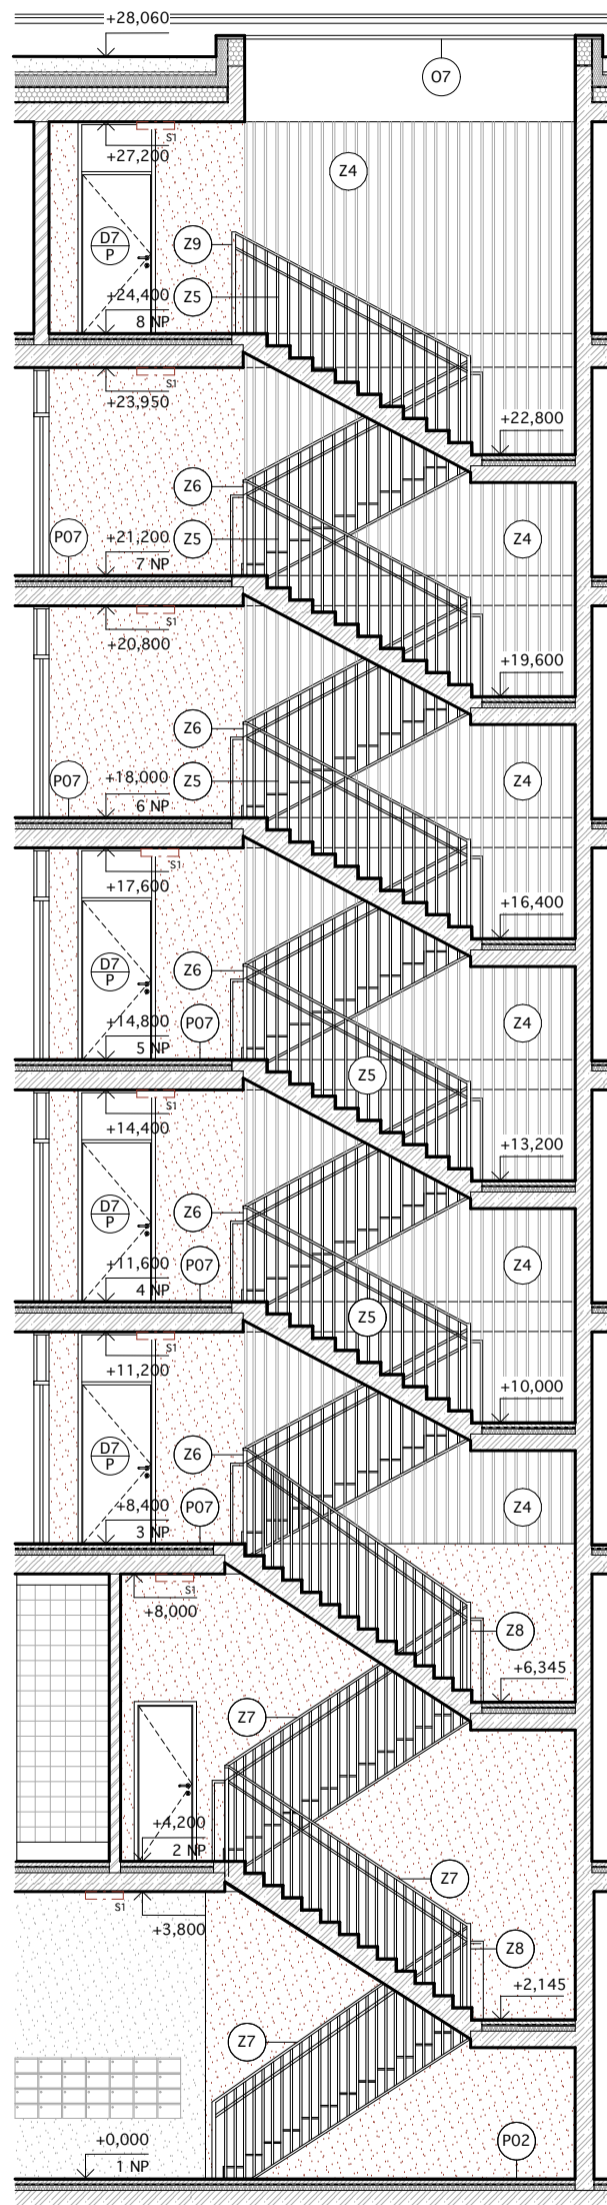 +28,060
O7
S1
+27,200
Z4
D7
P
Z9
+24,400
Z5
8 NP
S1
+23,950
+22,800
Z6
P07
+21,200
Z5
Z4
7 NP
S1
+20,800
+19,600
Z6
P07
+18,000
Z5
Z4
6 NP
S1
+17,600
+16,400
D7
P
Z6
+14,800
P07
Z4
5 NP
Z5
S1
+14,400
+13,200
D7
P
Z6
+11,600
P07
Z4
4 NP
Z5
S1
+11,200
+10,000
D7
P
Z6
+8,400
P07
Z4
3 NP
S1
+8,000
Z8
+6,345
Z7
+4,200
2 NP
Z7
S1
+3,800
Z8
+2,145
Z7
+0,000
P02
1 NP